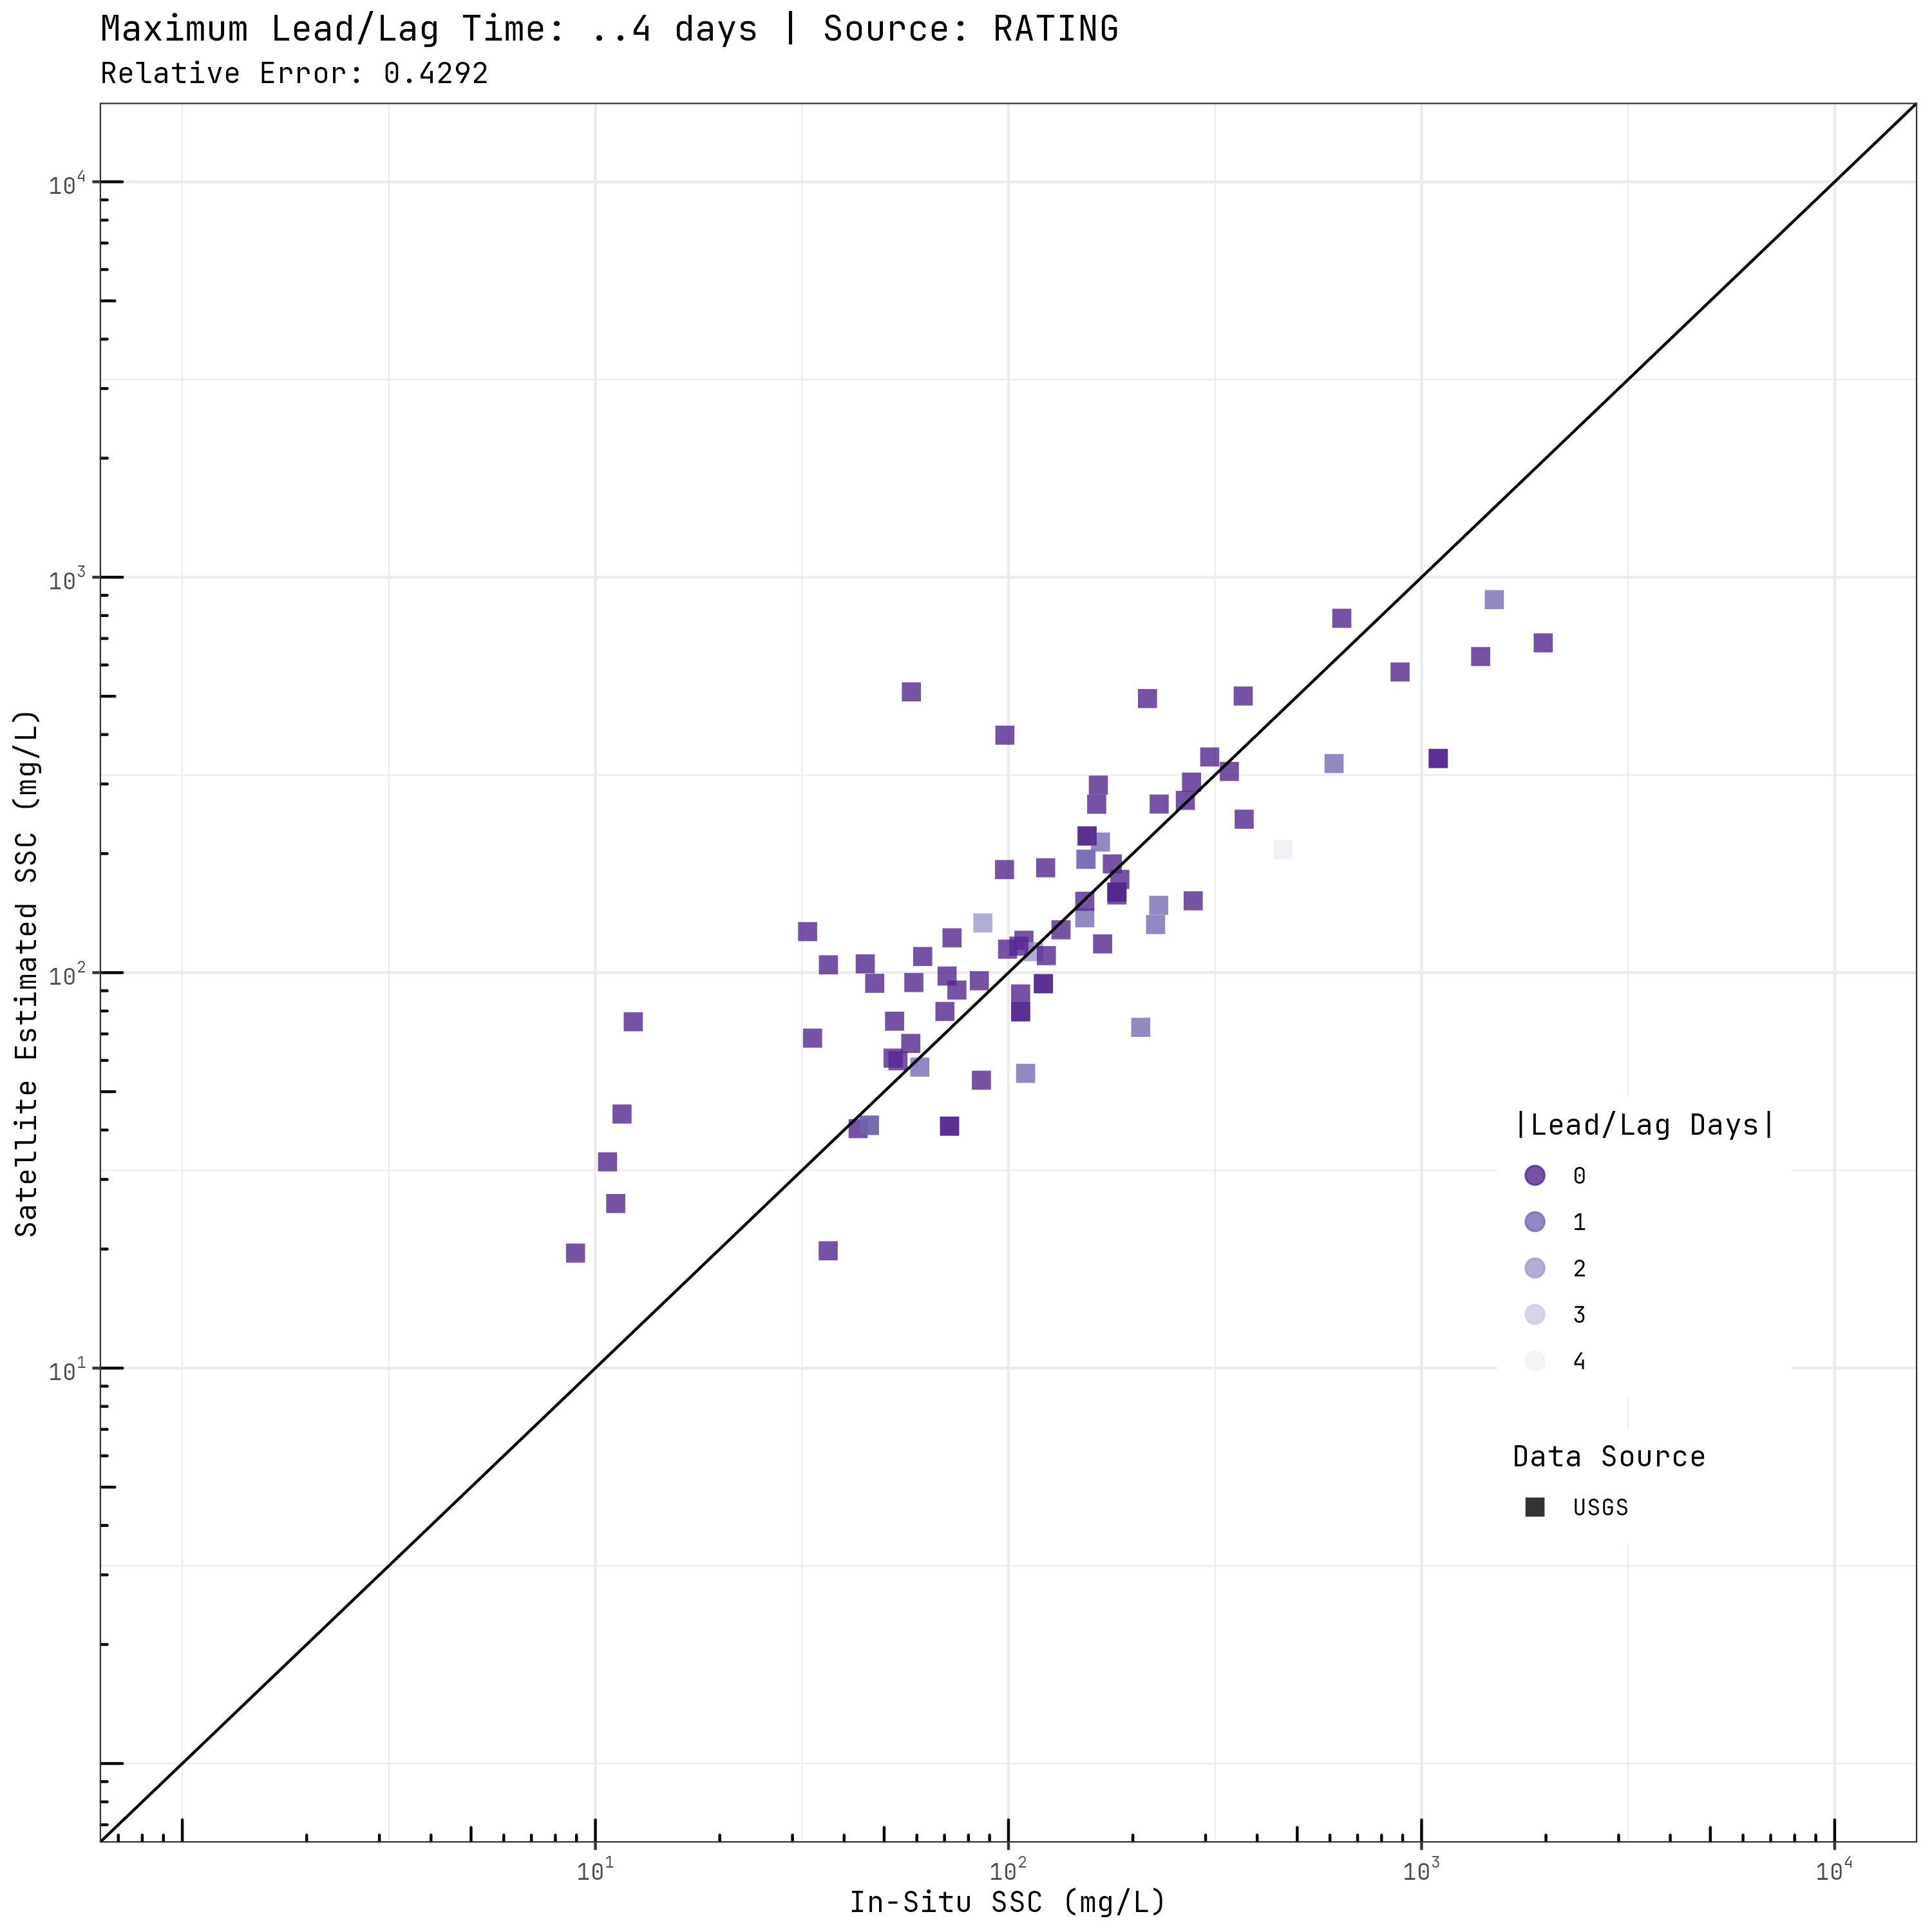 Maximum Lead/Lag Time: ..4 days | Source: RATING
Relative Error: 0.4292
Satellite Estimated SSC (mg/L)
10⁴
10³
10²
10¹
|Lead/Lag Days|
0
1
2
3
4
Data Source
USGS
10¹ 10² 10³ 10⁴
In-Situ SSC (mg/L)